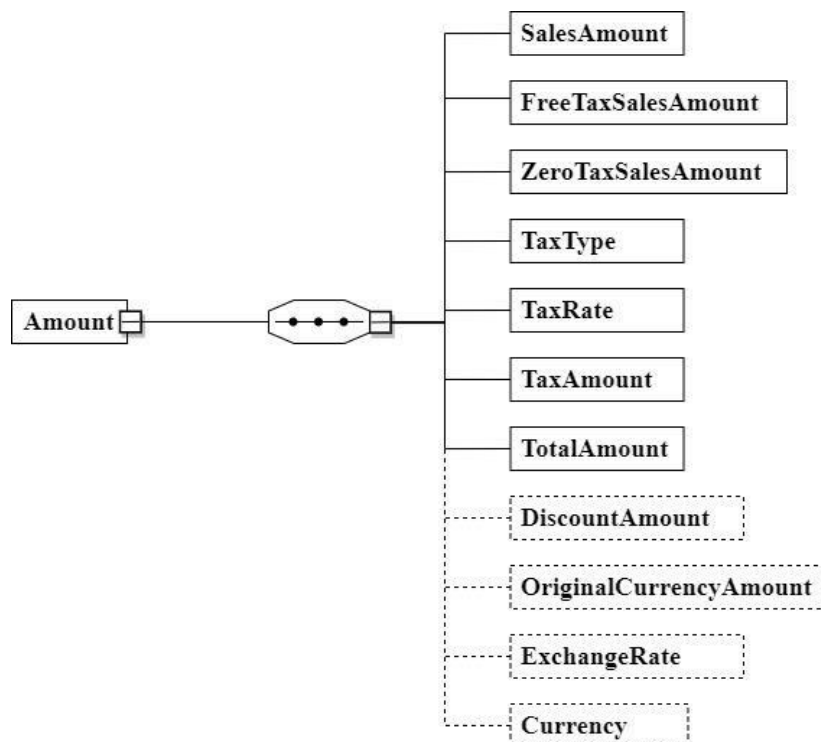 SalesAmount
FreeTaxSalesAmount
ZeroTaxSalesAmount
TaxType
Amount
TaxRate
TaxAmount
TotalAmount
DiscountAmount
OriginalCurrencyAmount
ExchangeRate
Currency